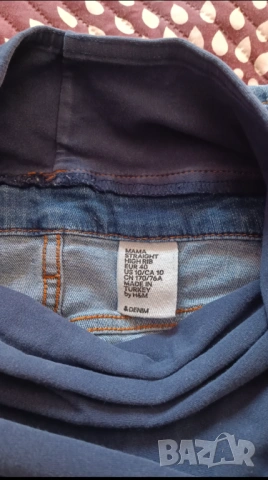 MAMA
STRAIGHT
HIGH RIB
EUR 40
US 10/CA 10
CN 170/76A
MADE IN
TURKEY
by H&M
&DENIM
BAZAR